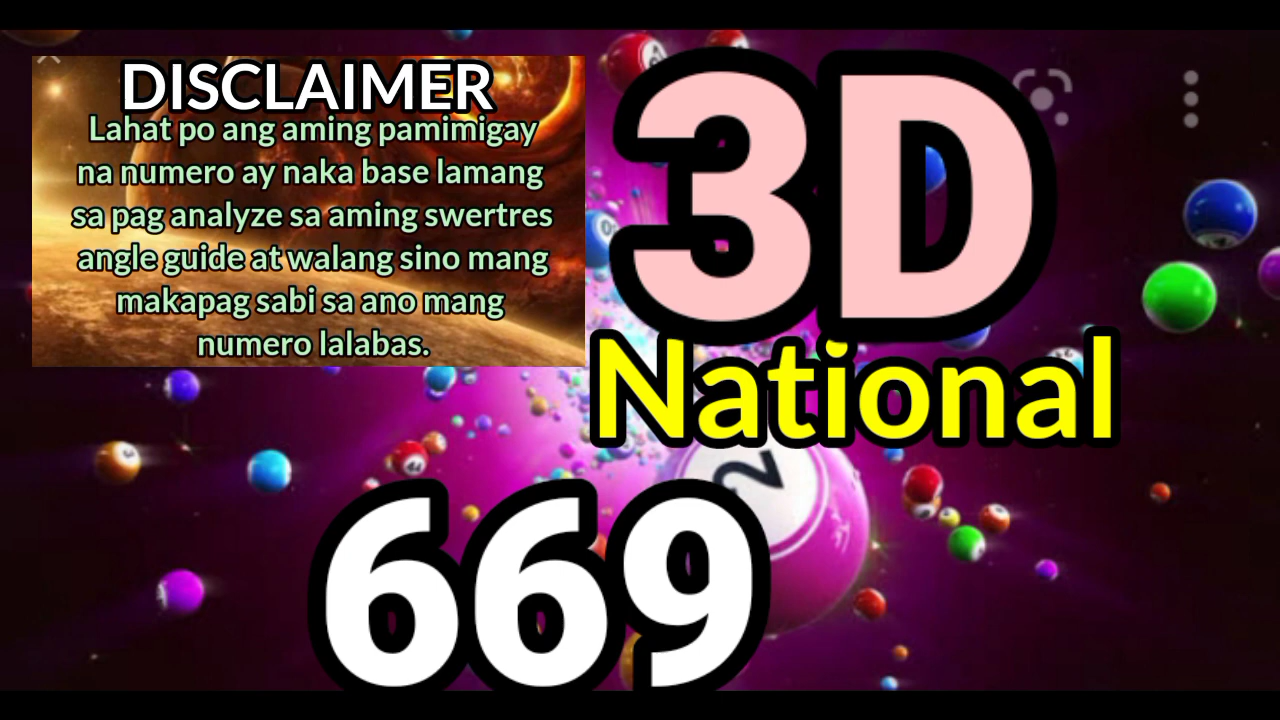 DISCLAIMER
Lahat po ang aming pamimigay
na numero ay naka base lamang
sa pag analyze sa aming swertres
angle guide at walang sino mang
makapag sabi sa ano mang
numero lalabas.
3D
National
2
669